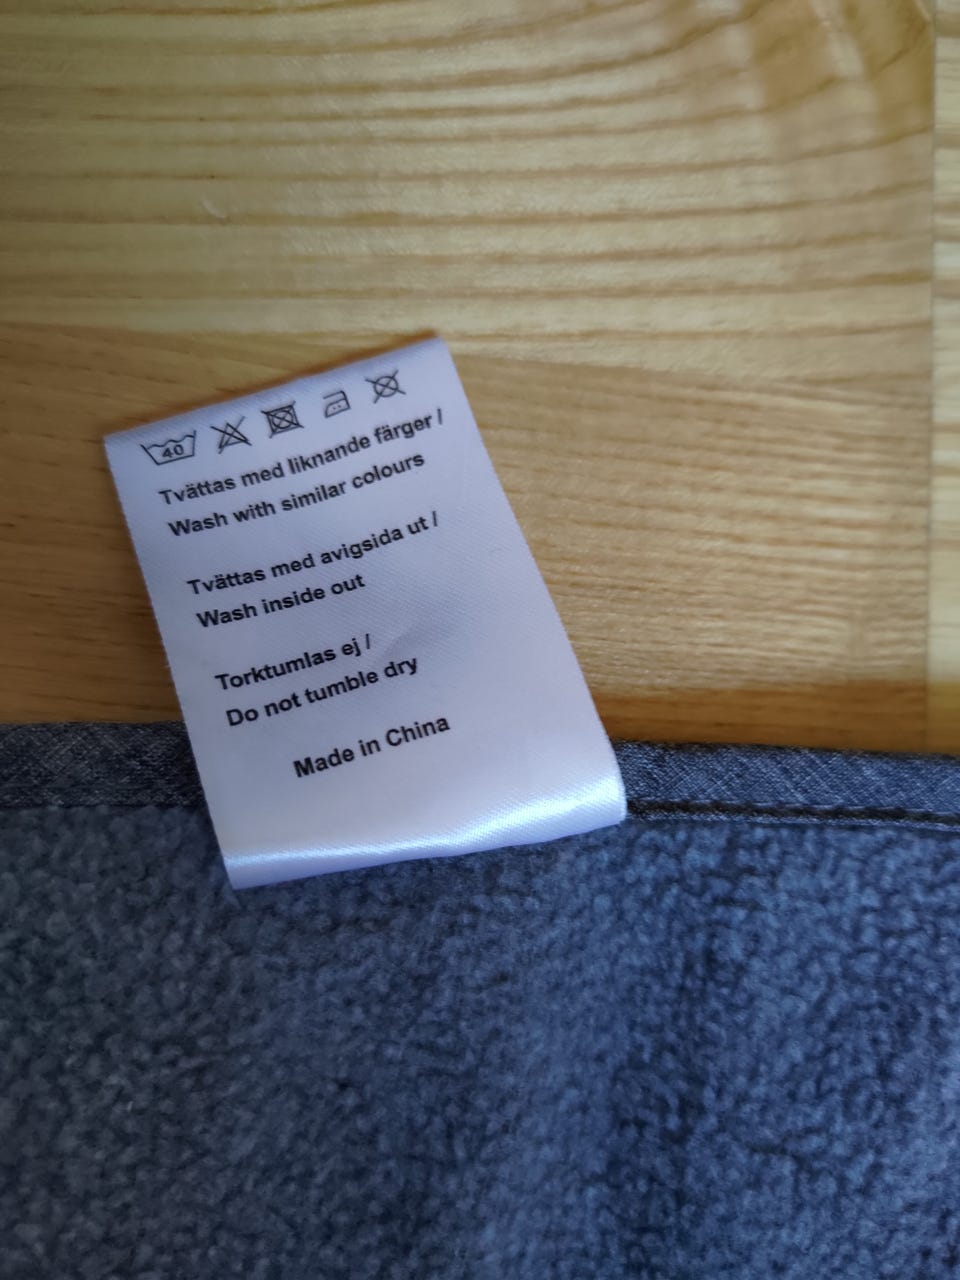 40
Tvättas med liknande färger /
Wash with similar colours
Tvättas med avigsida ut /
Wash inside out
Torktumlas ej /
Do not tumble dry
Made in China